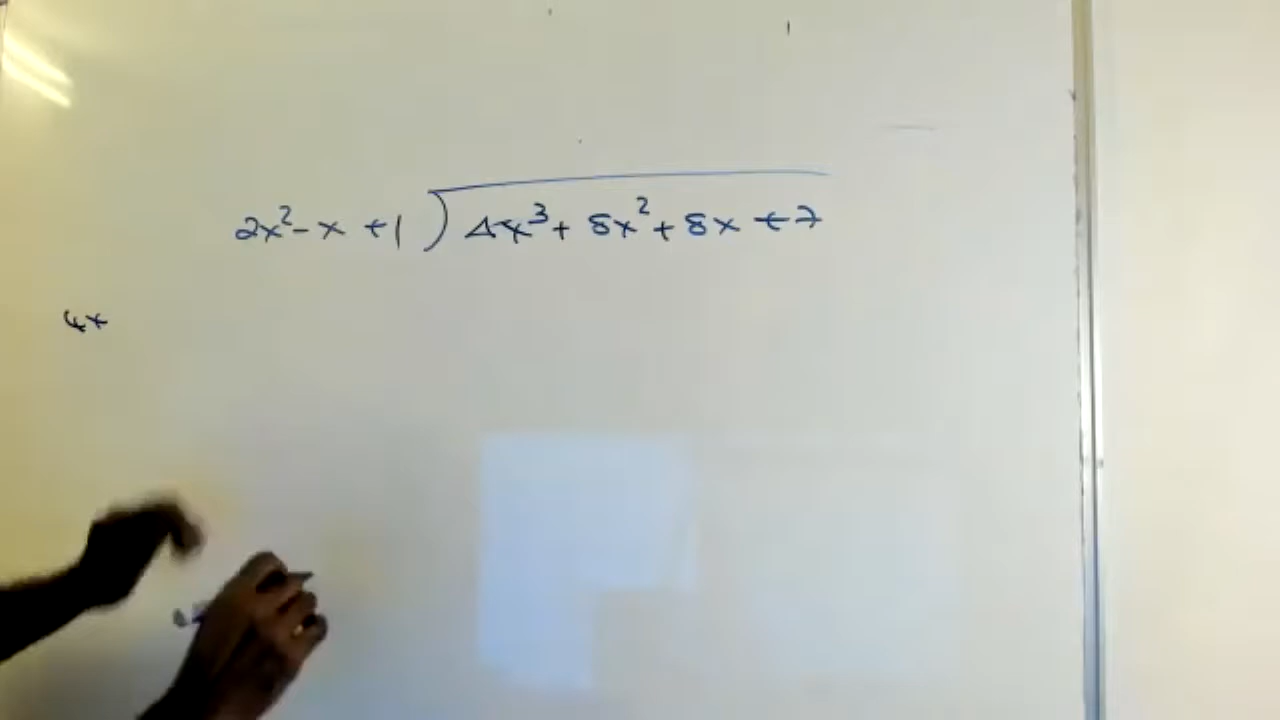 2x² - x + 1 ) 4x³ + 8x² + 8x + 7
4x